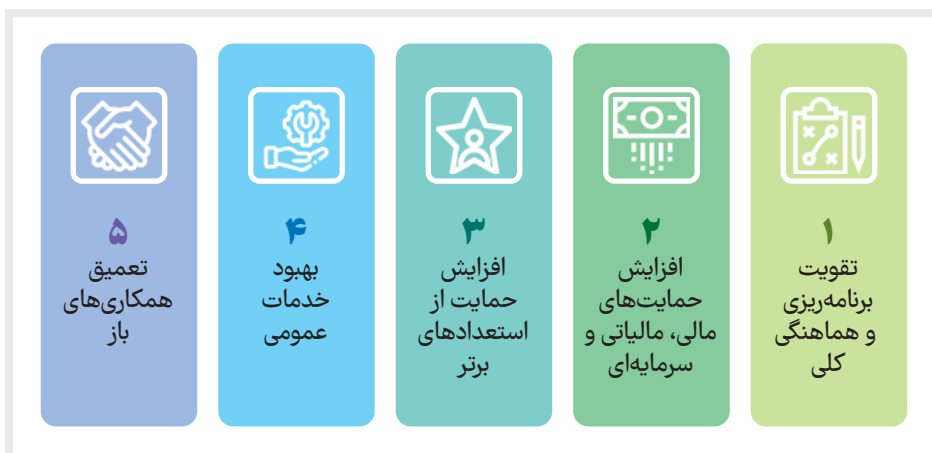 ۱
تقویت
برنامه‌ریزی
و هماهنگی
کلی
۲
افزایش
حمایت‌های
مالی، مالیاتی و
سرمایه‌ای
۳
افزایش
حمایت از
استعدادهای
برتر
۴
بهبود
خدمات
عمومی
۵
تعمیق
همکاری‌های
باز